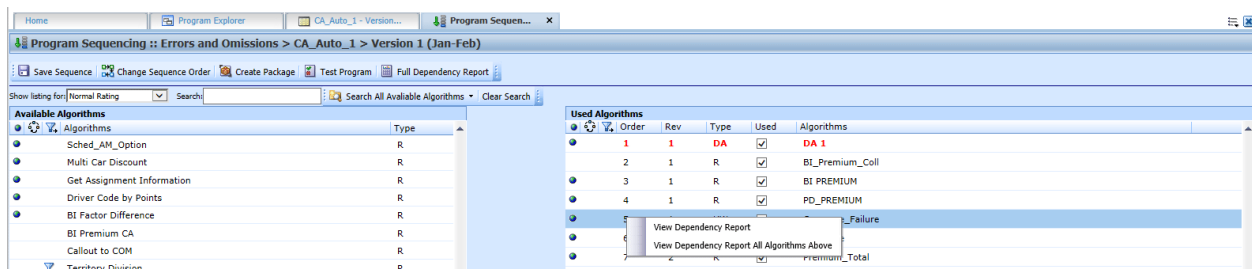 Home Program Explorer CA_Auto_1 - Version... Program Sequen... x
Program Sequencing :: Errors and Omissions > CA_Auto_1 > Version 1 (Jan-Feb)
Save Sequence Change Sequence Order Create Package Test Program Full Dependency Report
Show listing for: Normal Rating Search: Search All Avaliable Algorithms Clear Search
Available Algorithms
Algorithms Type
Sched_AM_Option R
Multi Car Discount R
Get Assignment Information R
Driver Code by Points R
BI Factor Difference R
BI Premium CA R
Callout to COM R
Territory Division R
Used Algorithms
Order Rev Type Used Algorithms
1 1 DA DA 1
2 1 R BI_Premium_Coll
3 1 R BI PREMIUM
4 1 R PD_PREMIUM
5 _Failure
View Dependency Report
View Dependency Report All Algorithms Above
6
7 2 R Premium_Total